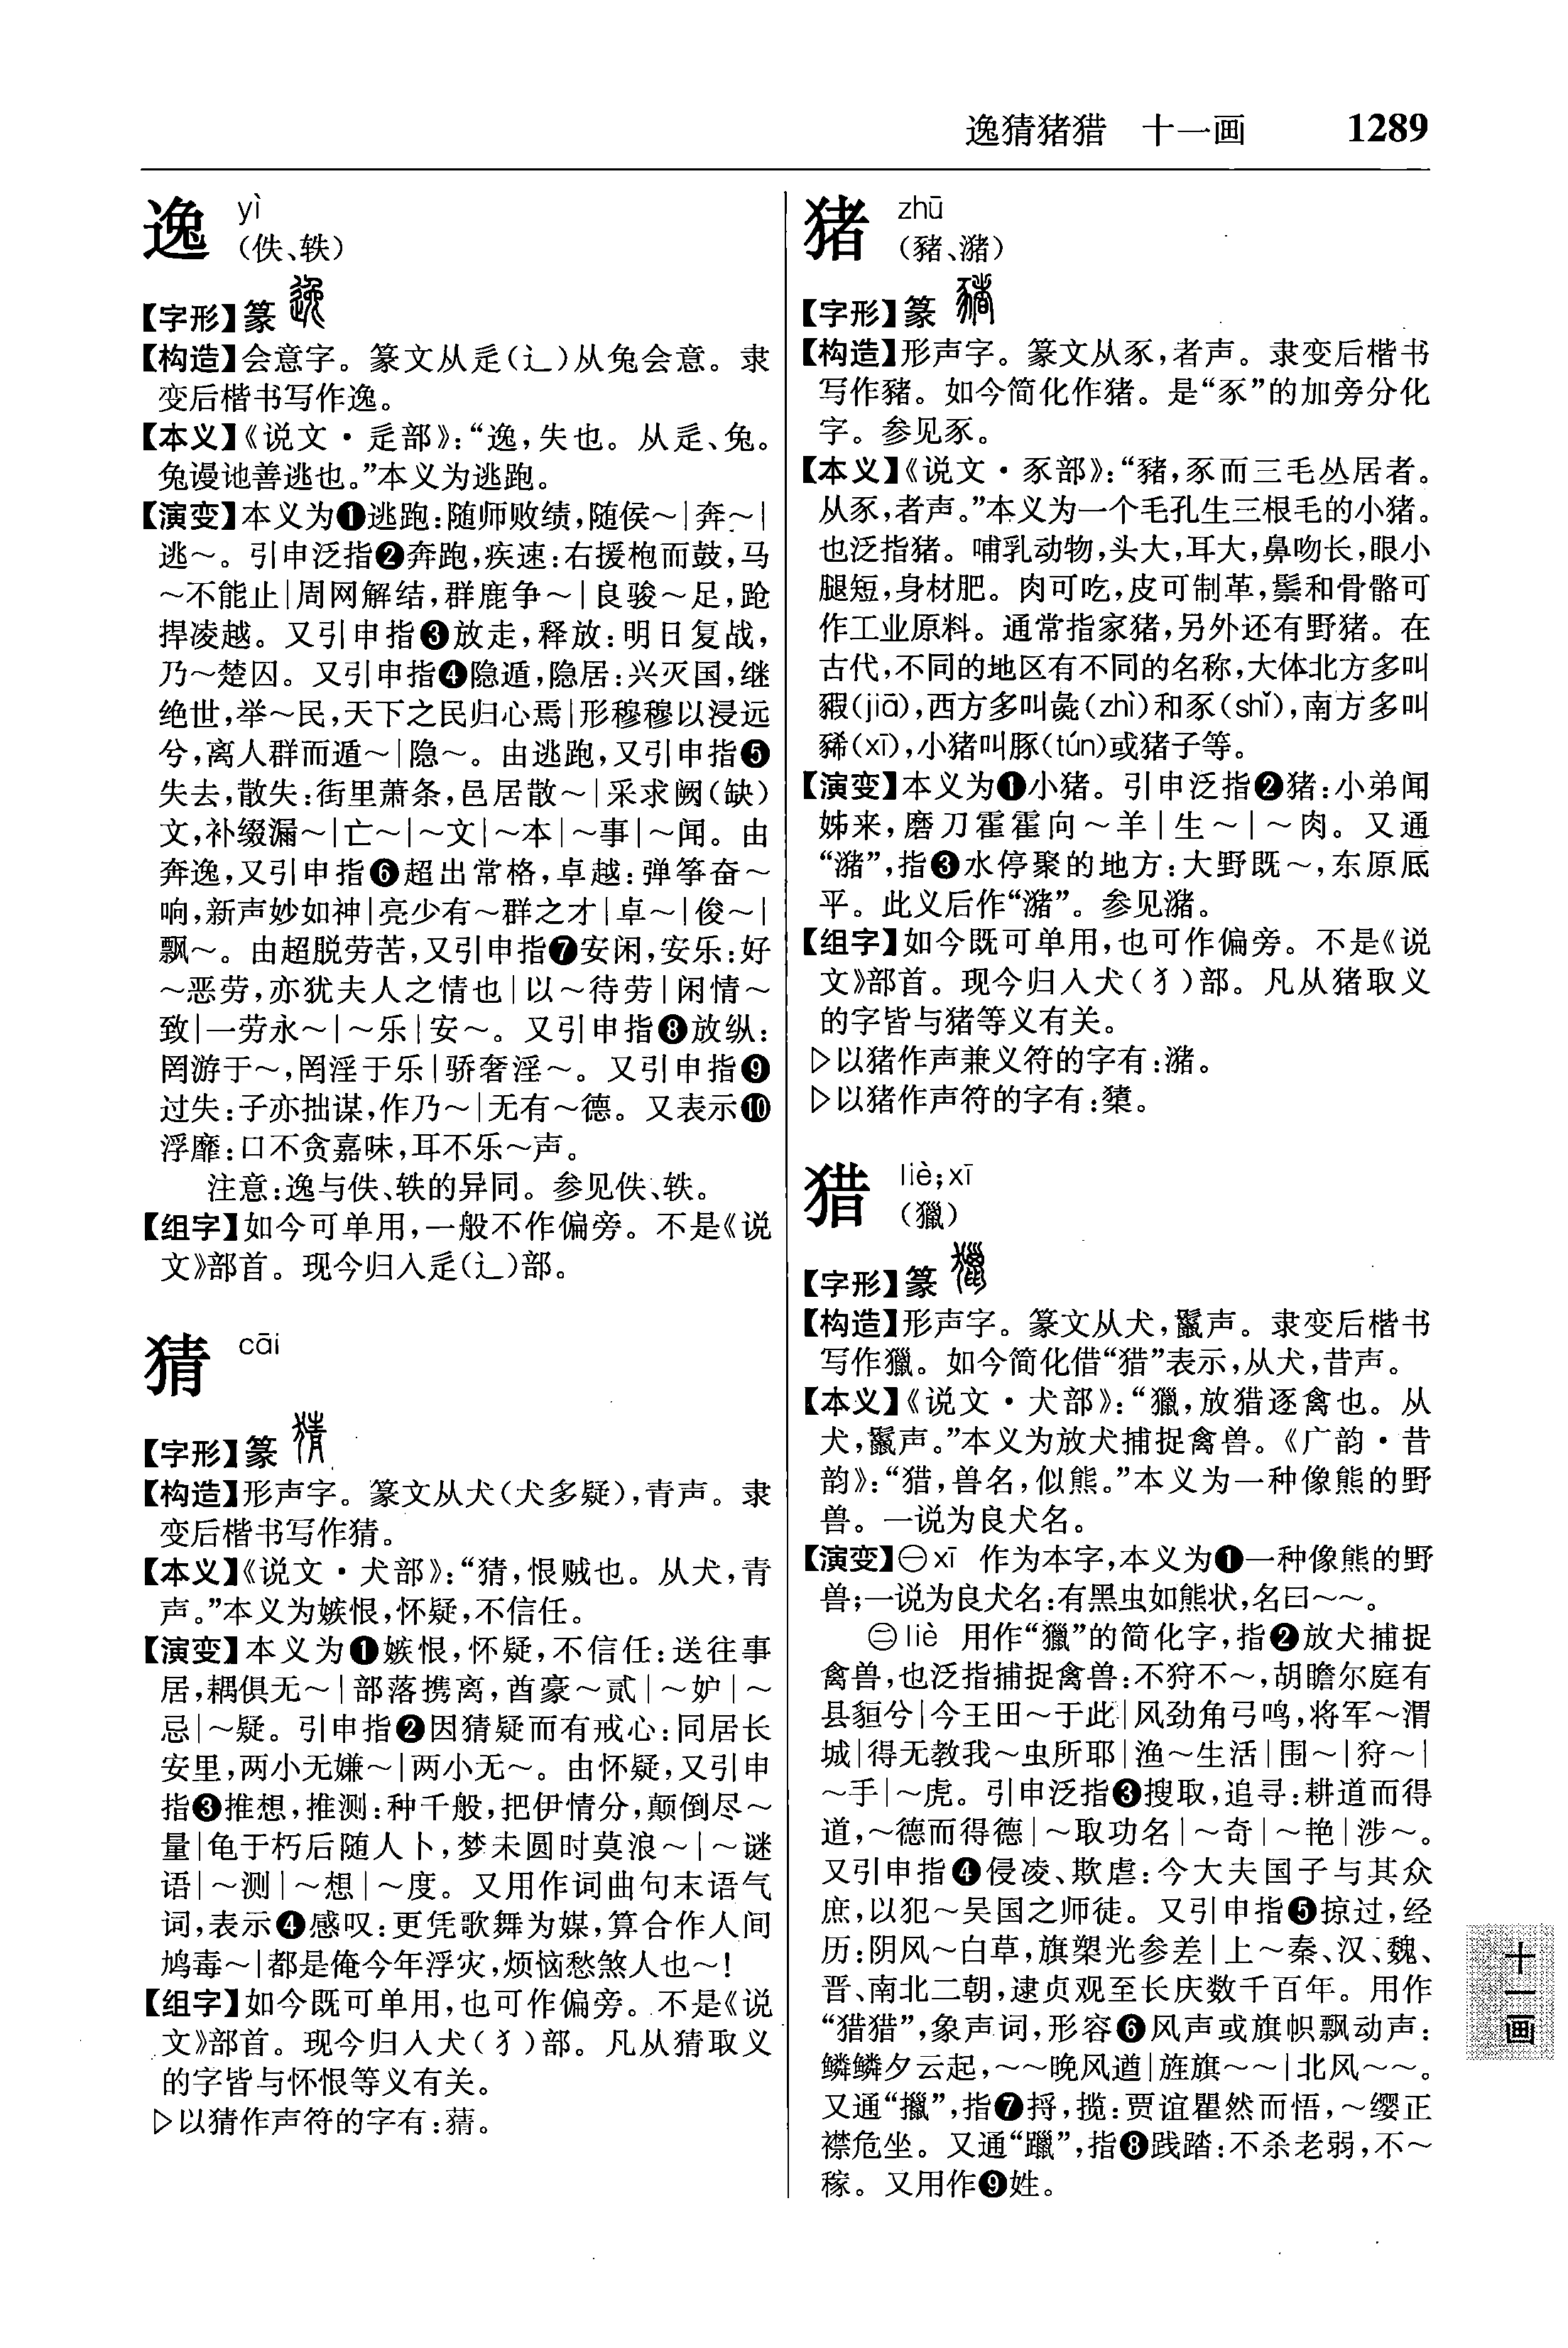 逸猜猪猎 十一画 1289
逸 yì
(佚、轶)
【字形】篆
【构造】会意字。篆文从辵(辶)从兔会意。隶
变后楷书写作逸。
【本义】《说文·辵部》:“逸,失也。从辵、兔。
兔谩訑善逃也。”本义为逃跑。
【演变】本义为❶逃跑:随师败绩,随侯~|奔~|
逃~。引申泛指❷奔跑,疾速:右援枹而鼓,马
~不能止|周网解结,群鹿争~|良骏~足,跄
捍凌越。又引申指❸放走,释放:明日复战,
乃~楚囚。又引申指❹隐遁,隐居:兴灭国,继
绝世,举~民,天下之民归心焉|形穆穆以浸远
兮,离人群而遁~|隐~。由逃跑,又引申指❺
失去,散失:街里萧条,邑居散~|采求阙(缺)
文,补缀漏~|亡~|~文|~本|~事|~闻。由
奔逸,又引申指❻超出常格,卓越:弹筝奋~
响,新声妙如神|亮少有~群之才|卓~|俊~|
飘~。由超脱劳苦,又引申指❼安闲,安乐:好
~恶劳,亦犹夫人之情也|以~待劳|闲情~
致|一劳永~|~乐|安~。又引申指❽放纵:
罔游于~,罔淫于乐|骄奢淫~。又引申指❾
过失:子亦拙谋,作乃~|无有~德。又表示❿
浮靡:口不贪嘉味,耳不乐~声。
注意:逸与佚、轶的异同。参见佚、轶。
【组字】如今可单用,一般不作偏旁。不是《说
文》部首。现今归入辵(辶)部。
猜 cāi
【字形】篆
【构造】形声字。篆文从犬(犬多疑),青声。隶
变后楷书写作猜。
【本义】《说文·犬部》:“猜,恨贼也。从犬,青
声。”本义为嫉恨,怀疑,不信任。
【演变】本义为❶嫉恨,怀疑,不信任:送往事
居,耦俱无~|部落携离,酋豪~贰|~妒|~
忌|~疑。引申指❷因猜疑而有戒心:同居长
安里,两小无嫌~|两小无~。由怀疑,又引申
指❸推想,推测:种千般,把伊情分,颠倒尽~
量|龟于朽后随人卜,梦未圆时莫浪~|~谜
语|~测|~想|~度。又用作词曲句末语气
词,表示❹感叹:更凭歌舞为媒,算合作人间
鸠毒~|都是俺今年浮灾,烦恼愁煞人也~!
【组字】如今既可单用,也可作偏旁。不是《说
文》部首。现今归入犬(犭)部。凡从猜取义
的字皆与怀恨等义有关。
▷以猜作声符的字有:𦺱。
猪 zhū
(豬、潴)
【字形】篆
【构造】形声字。篆文从豕,者声。隶变后楷书
写作豬。如今简化作猪。是“豕”的加旁分化
字。参见豕。
【本义】《说文·豕部》:“豬,豕而三毛丛居者。
从豕,者声。”本义为一个毛孔生三根毛的小猪。
也泛指猪。哺乳动物,头大,耳大,鼻吻长,眼小
腿短,身材肥。肉可吃,皮可制革,鬃和骨骼可
作工业原料。通常指家猪,另外还有野猪。在
古代,不同的地区有不同的名称,大体北方多叫
豭(jiā),西方多叫彘(zhì)和豕(shǐ),南方多叫
豨(xī),小猪叫豚(tún)或猪子等。
【演变】本义为❶小猪。引申泛指❷猪:小弟闻
姊来,磨刀霍霍向~羊|生~|~肉。又通
“潴”,指❸水停聚的地方:大野既~,东原厎
平。此义后作“潴”。参见潴。
【组字】如今既可单用,也可作偏旁。不是《说
文》部首。现今归入犬(犭)部。凡从猪取义
的字皆与猪等义有关。
▷以猪作声兼义符的字有:潴。
▷以猪作声符的字有:橥。
猎 liè;xī
(獵)
【字形】篆
【构造】形声字。篆文从犬,鬣声。隶变后楷书
写作獵。如今简化借“猎”表示,从犬,昔声。
【本义】《说文·犬部》:“獵,放猎逐禽也。从
犬,鬣声。”本义为放犬捕捉禽兽。《广韵·昔
韵》:“猎,兽名,似熊。”本义为一种像熊的野
兽。一说为良犬名。
【演变】㊀xī 作为本字,本义为❶一种像熊的野
兽;一说为良犬名:有黑虫如熊状,名曰~~。
㊁liè 用作“獵”的简化字,指❷放犬捕捉
禽兽,也泛指捕捉禽兽:不狩不~,胡瞻尔庭有
县貆兮|今王田~于此|风劲角弓鸣,将军~渭
城|得无教我~虫所耶|渔~生活|围~|狩~|
~手|~虎。引申泛指❸搜取,追寻:耕道而得
道,~德而得德|~取功名|~奇|~艳|涉~。
又引申指❹侵凌、欺虐:今大夫国子与其众
庶,以犯~吴国之师徒。又引申指❺掠过,经
历:阴风~白草,旗槊光参差|上~秦、汉、魏、
晋、南北二朝,逮贞观至长庆数千百年。用作
“猎猎”,象声词,形容❻风声或旗帜飘动声:
鳞鳞夕云起,~~晚风遒|旌旗~~|北风~~。
又通“擸”,指❼捋,揽:贾谊瞿然而悟,~缨正
襟危坐。又通“躐”,指❽践踏:不杀老弱,不~
稼。又用作❾姓。
十一画